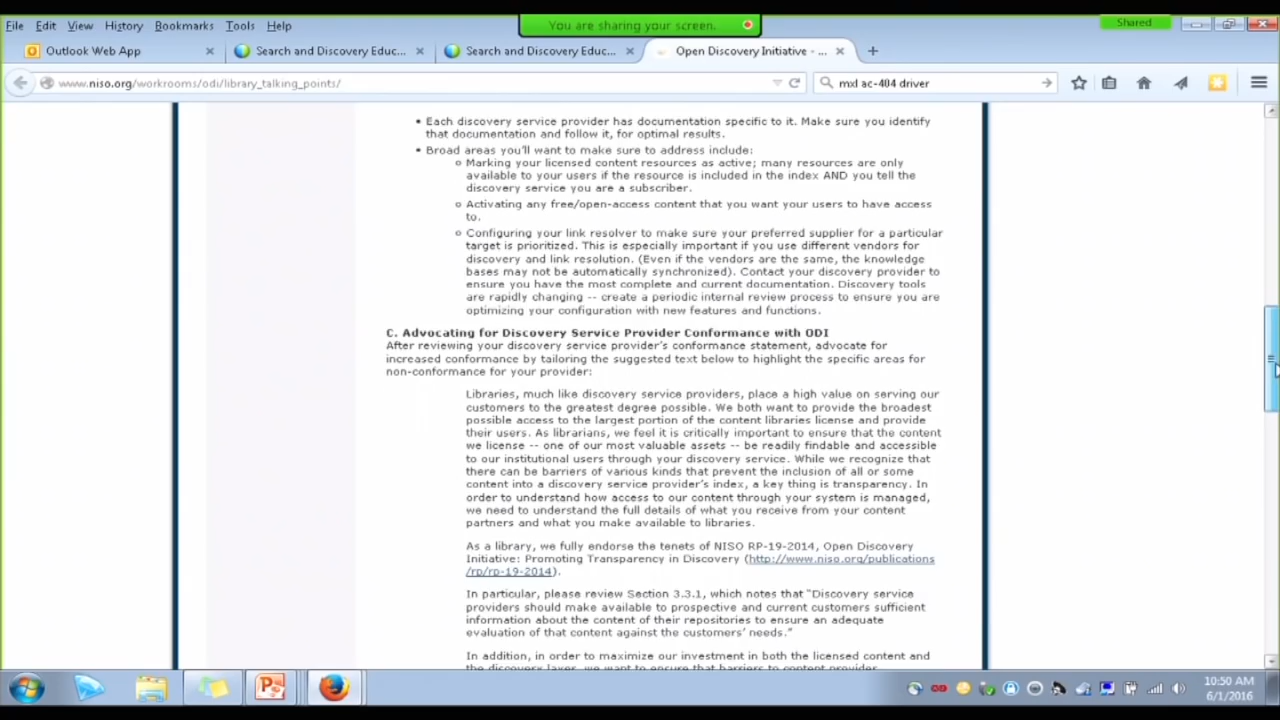 File Edit View History Bookmarks Tools Help
You are sharing your screen.
Shared
Outlook Web App
Search and Discovery Educ...
Search and Discovery Educ...
Open Discovery Initiative - ...
www.niso.org/workrooms/odi/library_talking_points/
mxl ac-404 driver
• Each discovery service provider has documentation specific to it. Make sure you identify
that documentation and follow it, for optimal results.
• Broad areas you'll want to make sure to address include:
o Marking your licensed content resources as active; many resources are only
available to your users if the resource is included in the index AND you tell the
discovery service you are a subscriber.
o Activating any free/open-access content that you want your users to have access
to.
o Configuring your link resolver to make sure your preferred supplier for a particular
target is prioritized. This is especially important if you use different vendors for
discovery and link resolution. (Even if the vendors are the same, the knowledge
bases may not be automatically synchronized). Contact your discovery provider to
ensure you have the most complete and current documentation. Discovery tools
are rapidly changing -- create a periodic internal review process to ensure you are
optimizing your configuration with new features and functions.
C. Advocating for Discovery Service Provider Conformance with ODI
After reviewing your discovery service provider's conformance statement, advocate for
increased conformance by tailoring the suggested text below to highlight the specific areas for
non-conformance for your provider:
Libraries, much like discovery service providers, place a high value on serving our
customers to the greatest degree possible. We both want to provide the broadest
possible access to the largest portion of the content libraries license and provide
their users. As librarians, we feel it is critically important to ensure that the content
we license -- one of our most valuable assets -- be readily findable and accessible
to our institutional users through your discovery service. While we recognize that
there can be barriers of various kinds that prevent the inclusion of all or some
content into a discovery service provider's index, a key thing is transparency. In
order to understand how access to our content through your system is managed,
we need to understand the full details of what you receive from your content
partners and what you make available to libraries.
As a library, we fully endorse the tenets of NISO RP-19-2014, Open Discovery
Initiative: Promoting Transparency in Discovery (http://www.niso.org/publications
/rp/rp-19-2014).
In particular, please review Section 3.3.1, which notes that "Discovery service
providers should make available to prospective and current customers sufficient
information about the content of their repositories to ensure an adequate
evaluation of that content against the customers' needs."
In addition, in order to maximize our investment in both the licensed content and
the discovery layer, we want to ensure that barriers to content provider
10:50 AM
6/1/2016